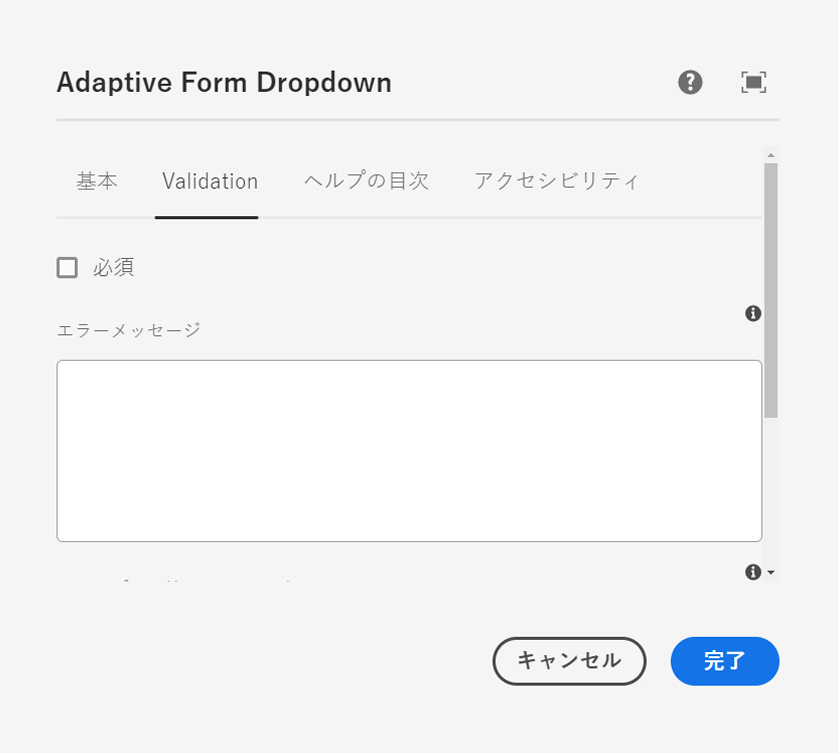 Adaptive Form Dropdown
基本 Validation ヘルプの目次 アクセシビリティ
必須
エラーメッセージ
キャンセル 完了